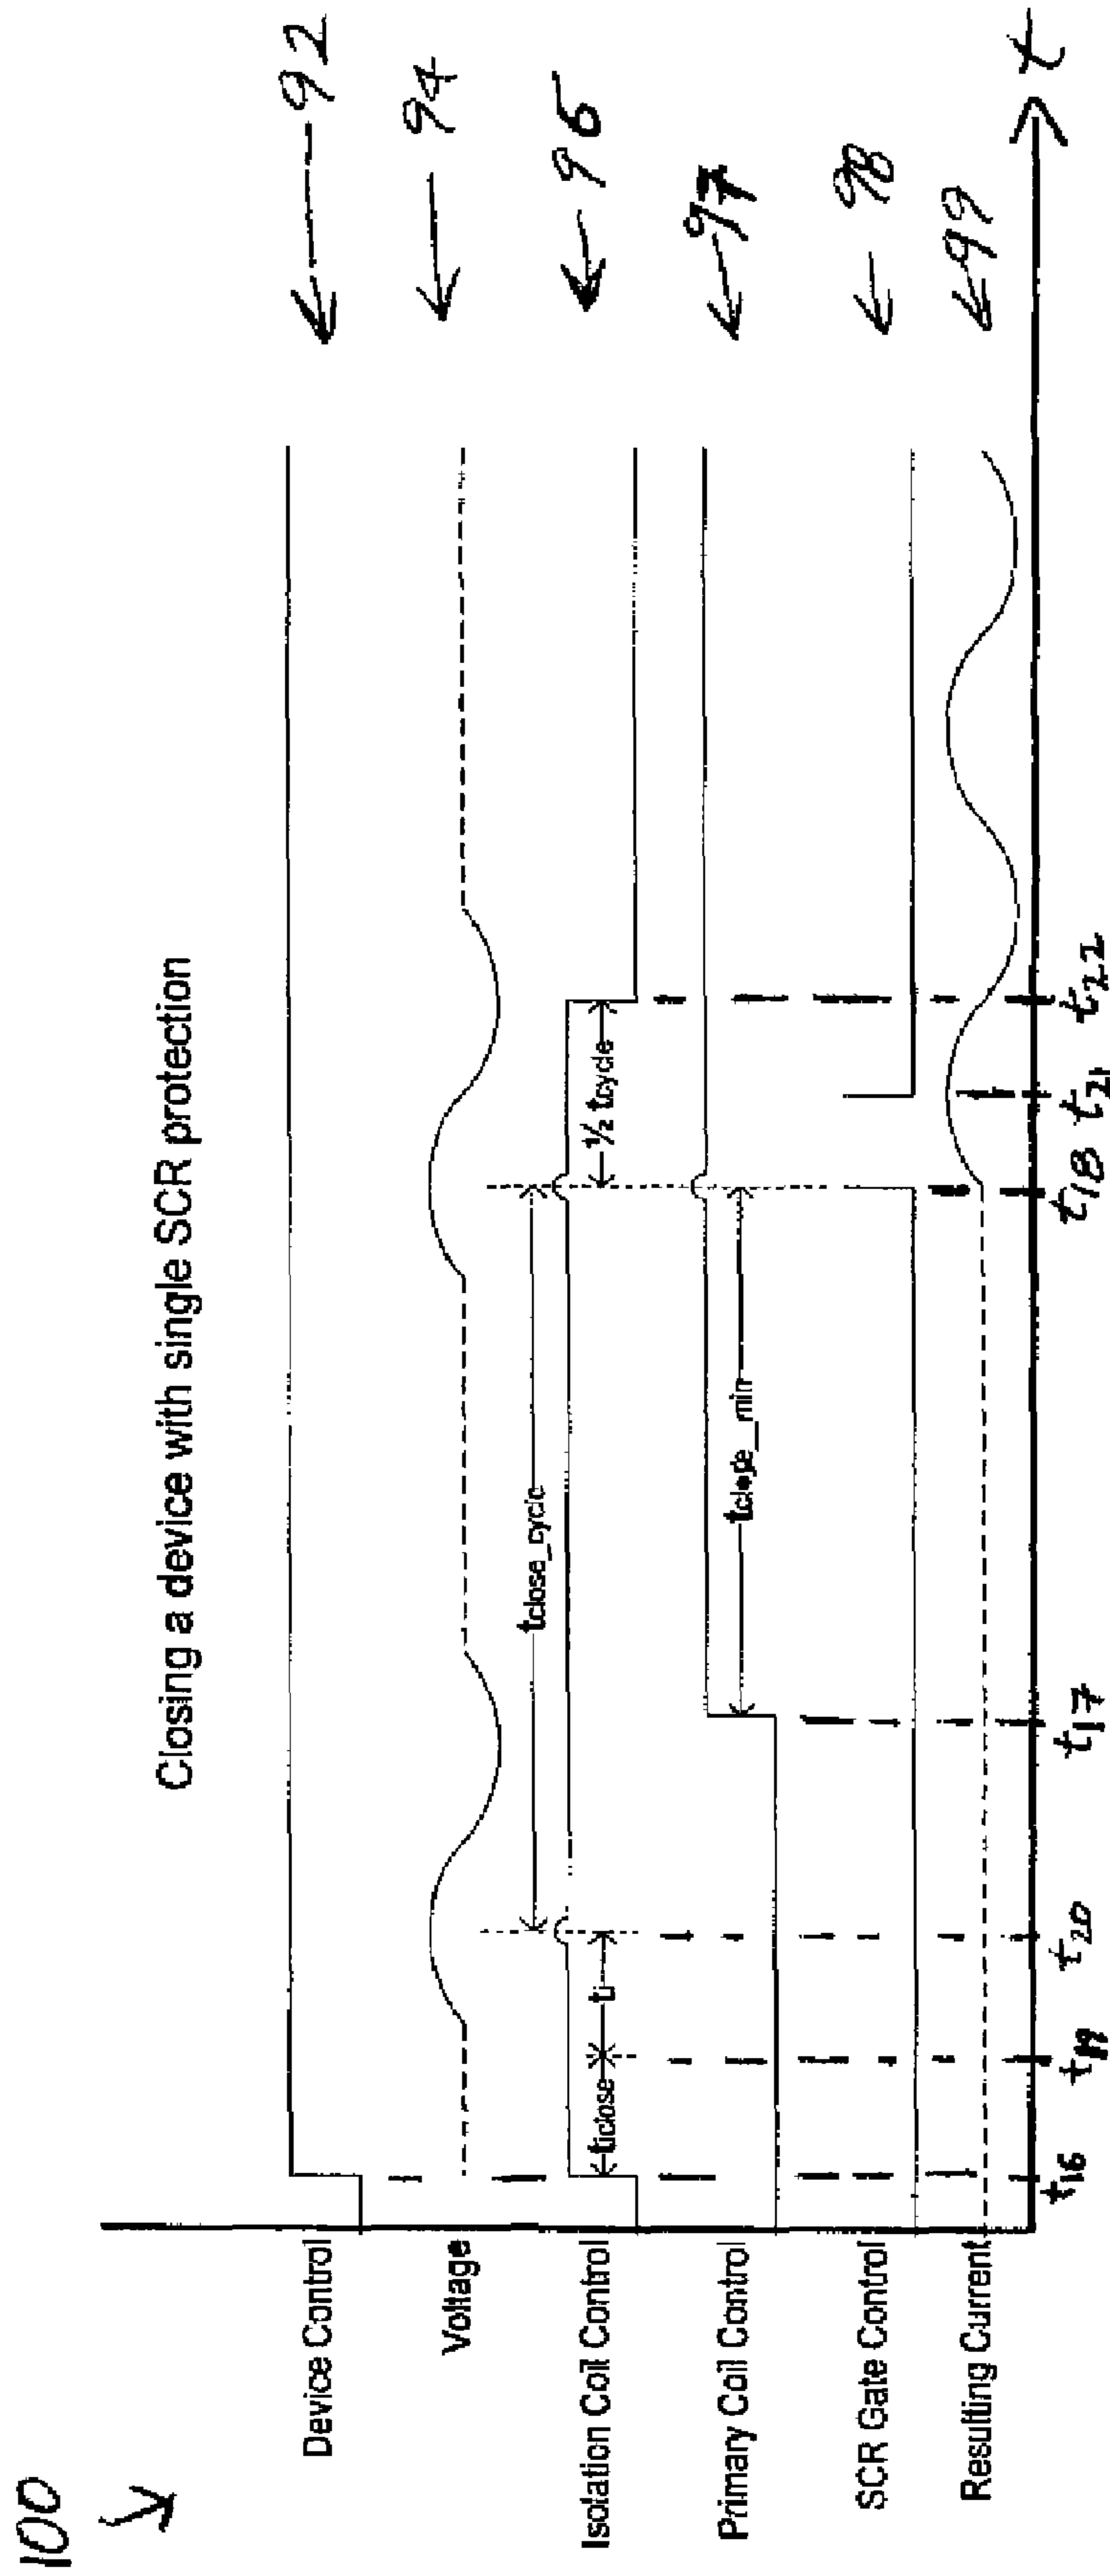 100
Closing a device with single SCR protection
Device Control
92
Voltage
94
tclose_cycle
Isolation Coil Control
ticlose
ti
½ tcycle
96
Primary Coil Control
tclose_min
97
SCR Gate Control
98
Resulting Current
99
t
t16
t19
t20
t17
t18
t21
t22